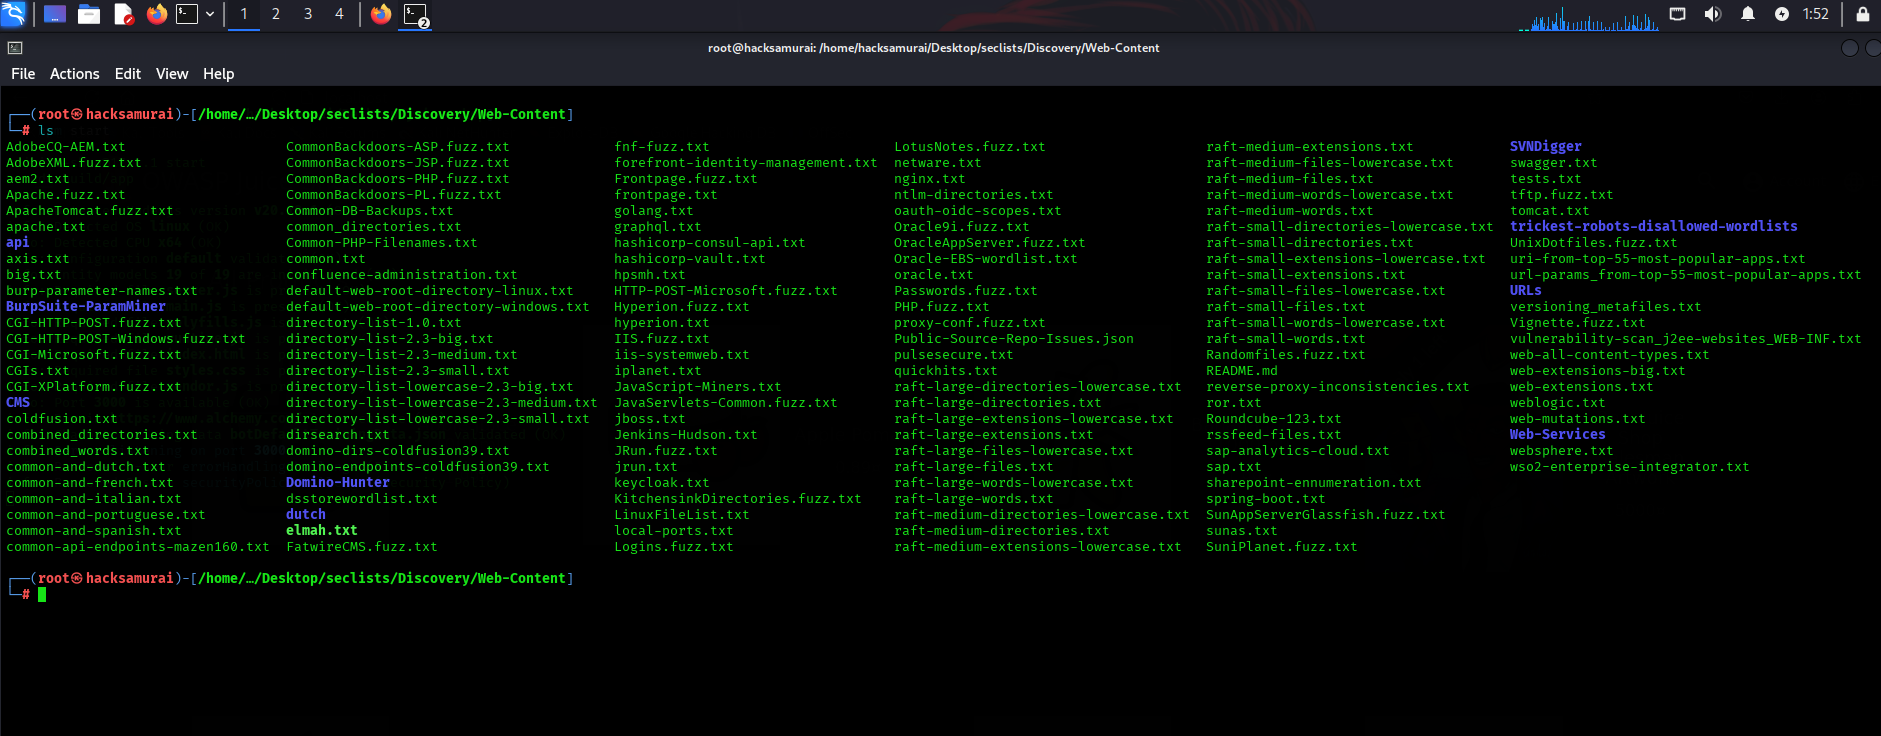 1 2 3 4 2 1:52
root@hacksamurai: /home/hacksamurai/Desktop/seclists/Discovery/Web-Content
File Actions Edit View Help
┌──(root㉿hacksamurai)-[/home/…/Desktop/seclists/Discovery/Web-Content]
└─# ls
AdobeCQ-AEM.txt CommonBackdoors-ASP.fuzz.txt fnf-fuzz.txt LotusNotes.fuzz.txt raft-medium-extensions.txt SVNDigger
AdobeXML.fuzz.txt CommonBackdoors-JSP.fuzz.txt forefront-identity-management.txt netware.txt raft-medium-files-lowercase.txt swagger.txt
aem2.txt CommonBackdoors-PHP.fuzz.txt Frontpage.fuzz.txt nginx.txt raft-medium-files.txt tests.txt
Apache.fuzz.txt CommonBackdoors-PL.fuzz.txt frontpage.txt ntlm-directories.txt raft-medium-words-lowercase.txt tftp.fuzz.txt
ApacheTomcat.fuzz.txt Common-DB-Backups.txt golang.txt oauth-oidc-scopes.txt raft-medium-words.txt tomcat.txt
apache.txt common_directories.txt graphql.txt Oracle9i.fuzz.txt raft-small-directories-lowercase.txt trickest-robots-disallowed-wordlists
api Common-PHP-Filenames.txt hashicorp-consul-api.txt OracleAppServer.fuzz.txt raft-small-directories.txt UnixDotfiles.fuzz.txt
axis.txt common.txt hashicorp-vault.txt Oracle-EBS-wordlist.txt raft-small-extensions-lowercase.txt uri-from-top-55-most-popular-apps.txt
big.txt confluence-administration.txt hpsmh.txt oracle.txt raft-small-extensions.txt url-params_from-top-55-most-popular-apps.txt
burp-parameter-names.txt default-web-root-directory-linux.txt HTTP-POST-Microsoft.fuzz.txt Passwords.fuzz.txt raft-small-files-lowercase.txt URLs
BurpSuite-ParamMiner default-web-root-directory-windows.txt Hyperion.fuzz.txt PHP.fuzz.txt raft-small-files.txt versioning_metafiles.txt
CGI-HTTP-POST.fuzz.txt directory-list-1.0.txt hyperion.txt proxy-conf.fuzz.txt raft-small-words-lowercase.txt Vignette.fuzz.txt
CGI-HTTP-POST-Windows.fuzz.txt directory-list-2.3-big.txt IIS.fuzz.txt Public-Source-Repo-Issues.json raft-small-words.txt vulnerability-scan_j2ee-websites_WEB-INF.txt
CGI-Microsoft.fuzz.txt directory-list-2.3-medium.txt iis-systemweb.txt pulsesecure.txt Randomfiles.fuzz.txt web-all-content-types.txt
CGIs.txt directory-list-2.3-small.txt iplanet.txt quickhits.txt README.md web-extensions-big.txt
CGI-XPlatform.fuzz.txt directory-list-lowercase-2.3-big.txt JavaScript-Miners.txt raft-large-directories-lowercase.txt reverse-proxy-inconsistencies.txt web-extensions.txt
CMS directory-list-lowercase-2.3-medium.txt JavaServlets-Common.fuzz.txt raft-large-directories.txt ror.txt weblogic.txt
coldfusion.txt directory-list-lowercase-2.3-small.txt jboss.txt raft-large-extensions-lowercase.txt Roundcube-123.txt web-mutations.txt
combined_directories.txt dirsearch.txt Jenkins-Hudson.txt raft-large-extensions.txt rssfeed-files.txt Web-Services
combined_words.txt domino-dirs-coldfusion39.txt JRun.fuzz.txt raft-large-files-lowercase.txt sap-analytics-cloud.txt websphere.txt
common-and-dutch.txt domino-endpoints-coldfusion39.txt jrun.txt raft-large-files.txt sap.txt wso2-enterprise-integrator.txt
common-and-french.txt Domino-Hunter keycloak.txt raft-large-words-lowercase.txt sharepoint-ennumeration.txt
common-and-italian.txt dsstorewordlist.txt KitchensinkDirectories.fuzz.txt raft-large-words.txt spring-boot.txt
common-and-portuguese.txt dutch LinuxFileList.txt raft-medium-directories-lowercase.txt SunAppServerGlassfish.fuzz.txt
common-and-spanish.txt elmah.txt local-ports.txt raft-medium-directories.txt sunas.txt
common-api-endpoints-mazen160.txt FatwireCMS.fuzz.txt Logins.fuzz.txt raft-medium-extensions-lowercase.txt SuniPlanet.fuzz.txt
┌──(root㉿hacksamurai)-[/home/…/Desktop/seclists/Discovery/Web-Content]
└─#